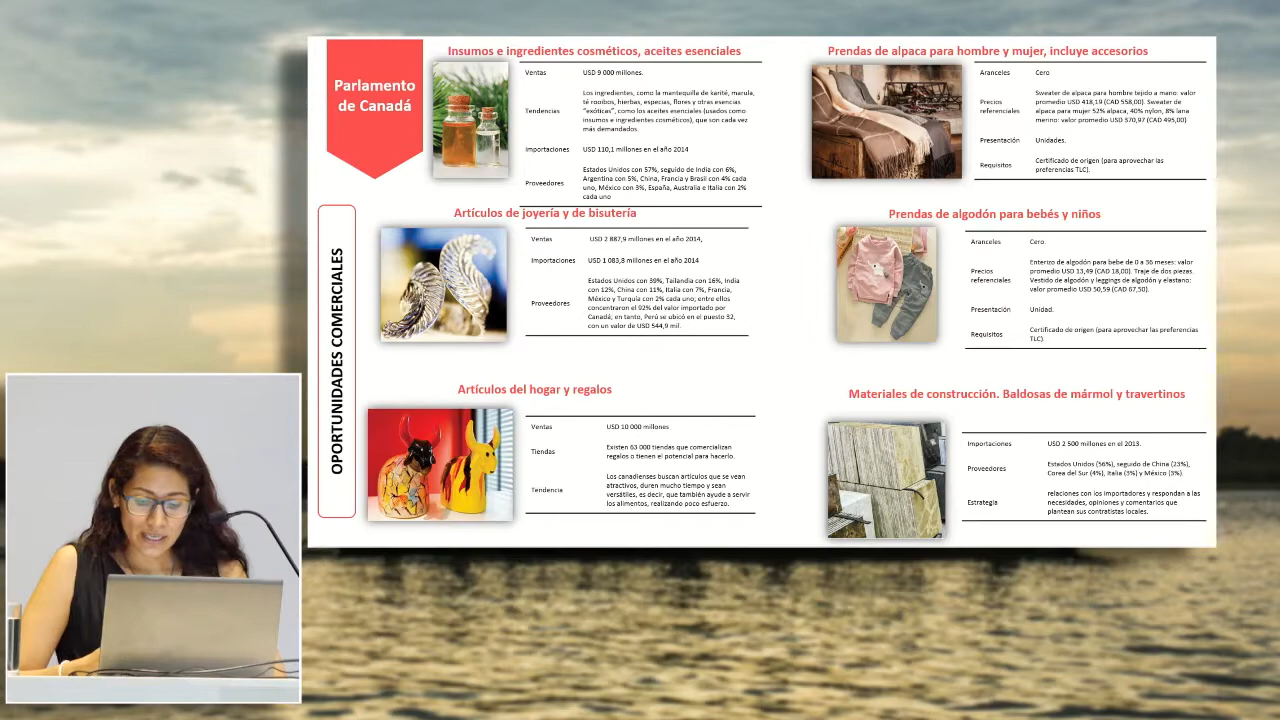 Parlamento
de Canadá
OPORTUNIDADES COMERCIALES
Insumos e ingredientes cosméticos, aceites esenciales
Ventas USD 9 000 millones.
Tendencias Los ingredientes, como la mantequilla de karité, marula,
té rooibos, hierbas, especias, flores y otras esencias
"exóticas", como los aceites esenciales (usados como
insumos e ingredientes cosméticos), que son cada vez
más demandados.
Importaciones USD 110,1 millones en el año 2014
Proveedores Estados Unidos con 57%, seguido de India con 6%,
Argentina con 5%, China, Francia y Brasil con 4% cada
uno, México con 3%, España, Australia e Italia con 2%
cada uno
Artículos de joyería y de bisutería
Ventas USD 2 887,9 millones en el año 2014,
Importaciones USD 1 083,8 millones en el año 2014
Proveedores Estados Unidos con 39%, Tailandia con 16%, India
con 12%, China con 11%, Italia con 7%, Francia,
México y Turquía con 2% cada uno; entre ellos
concentraron el 92% del valor importado por
Canadá; en tanto, Perú se ubicó en el puesto 32,
con un valor de USD 544,9 mil.
Artículos del hogar y regalos
Ventas USD 10 000 millones
Tiendas Existen 63 000 tiendas que comercializan
regalos o tienen el potencial para hacerlo.
Tendencia Los canadienses buscan artículos que se vean
atractivos, duren mucho tiempo y sean
versátiles, es decir, que también ayude a servir
los alimentos, realizando poco esfuerzo.
Prendas de alpaca para hombre y mujer, incluye accesorios
Aranceles Cero
Precios referenciales Sweater de alpaca para hombre tejido a mano: valor
promedio USD 418,19 (CAD 558,00). Sweater de
alpaca para mujer 52% alpaca, 40% nylon, 8% lana
merino: valor promedio USD 370,97 (CAD 495,00)
Presentación Unidades.
Requisitos Certificado de origen (para aprovechar las
preferencias TLC).
Prendas de algodón para bebés y niños
Aranceles Cero.
Precios referenciales Enterizo de algodón para bebe de 0 a 36 meses: valor
promedio USD 13,49 (CAD 18,00). Traje de dos piezas.
Vestido de algodón y leggings de algodón y elastano:
valor promedio USD 50,59 (CAD 67,50).
Presentación Unidad.
Requisitos Certificado de origen (para aprovechar las preferencias
TLC).
Materiales de construcción. Baldosas de mármol y travertinos
Importaciones USD 2 500 millones en el 2013.
Proveedores Estados Unidos (56%), seguido de China (23%),
Corea del Sur (4%), Italia (3%) y México (3%).
Estrategia relaciones con los importadores y respondan a las
necesidades, opiniones y comentarios que
plantean sus contratistas locales.